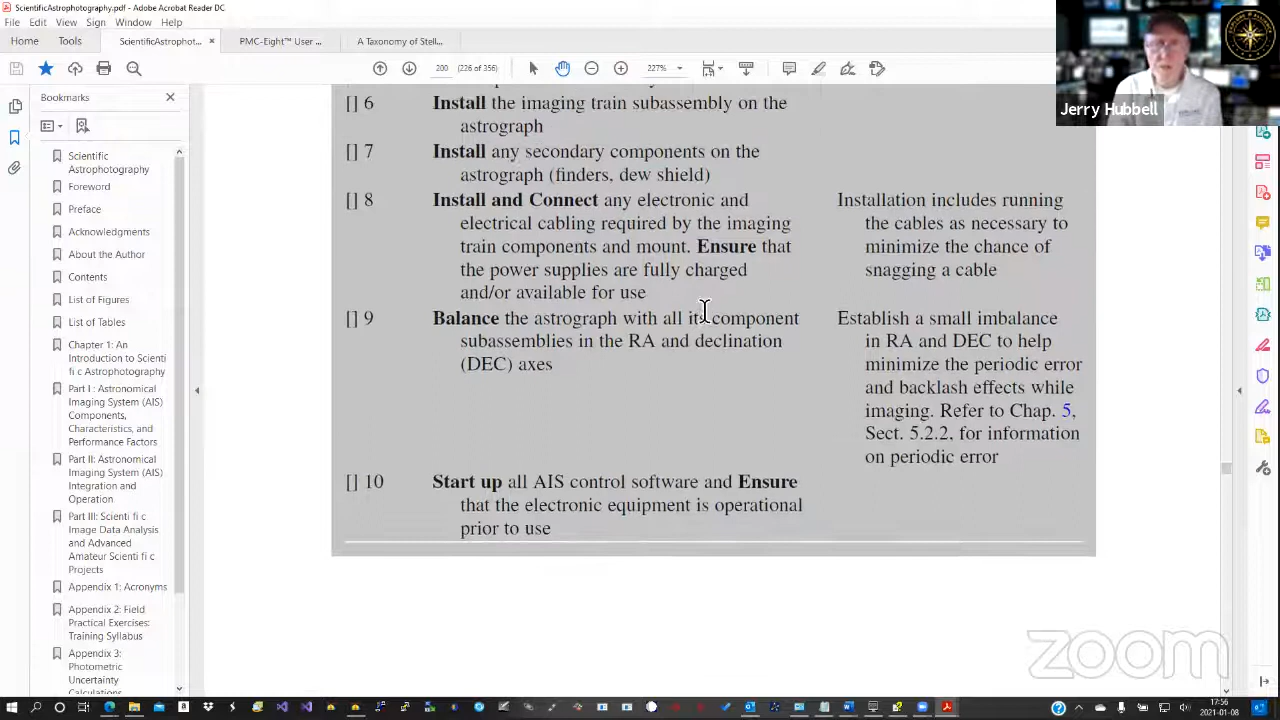 ScientificAstrophotography.pdf - Adobe Acrobat Reader DC
File Edit View Sign Window Help
Home Tools ScientificAstrophot... × PMC-Eight™ User ... A Taxonomy of Stell...
200 (226 of 356) 227%
Bookmarks ×
Scientific
Astrophotography
Foreword
Preface
Acknowledgments
About the Author
Contents
List of Figures
List of Tables
Chapter 1: An
Introduction to Scienti
fi c Astrophotography
Part I : Astronomical
Imaging System (AIS)
Components,
Characteristics, and
Performance Factors
Part II: Astronomical
Imaging System (AIS)
Integration and
Operation
Part III: Scienti fi c
Image Data Analysis
and Advanced
Amateur Scienti fi c
Projects
Appendix 1: Acronyms
Appendix 2: Field
Practical Exercises:
Training Syllabus
Appendix 3:
Photometric
Uncertainty
Calculations
[] 6 Install the imaging train subassembly on the
astrograph
[] 7 Install any secondary components on the
astrograph (finders, dew shield)
[] 8 Install and Connect any electronic and
electrical cabling required by the imaging
train components and mount. Ensure that
the power supplies are fully charged
and/or available for use
Installation includes running
the cables as necessary to
minimize the chance of
snagging a cable
[] 9 Balance the astrograph with all its component
subassemblies in the RA and declination
(DEC) axes
Establish a small imbalance
in RA and DEC to help
minimize the periodic error
and backlash effects while
imaging. Refer to Chap. 5,
Sect. 5.2.2, for information
on periodic error
[] 10 Start up all AIS control software and Ensure
that the electronic equipment is operational
prior to use
Jerry Hubbell
zoom
17:56
2021-01-08